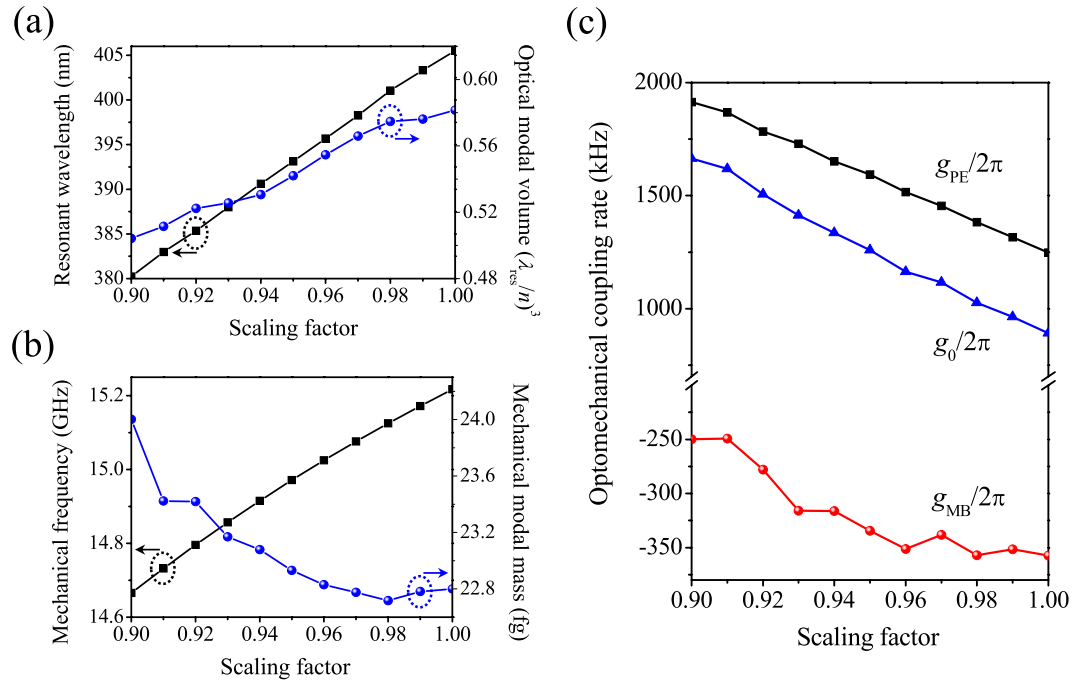 (a)
Resonant wavelength (nm)
405
400
395
390
385
380
0.90 0.92 0.94 0.96 0.98 1.00
Scaling factor
0.60
0.56
0.52
0.48
Optical modal volume (λres/n)³
(b)
Mechanical frequency (GHz)
15.2
15.0
14.8
14.6
0.90 0.92 0.94 0.96 0.98 1.00
Scaling factor
24.0
23.6
23.2
22.8
Mechanical modal mass (fg)
(c)
Optomechanical coupling rate (kHz)
2000
1500
1000
-250
-300
-350
gPE/2π
g0/2π
gMB/2π
0.90 0.92 0.94 0.96 0.98 1.00
Scaling factor